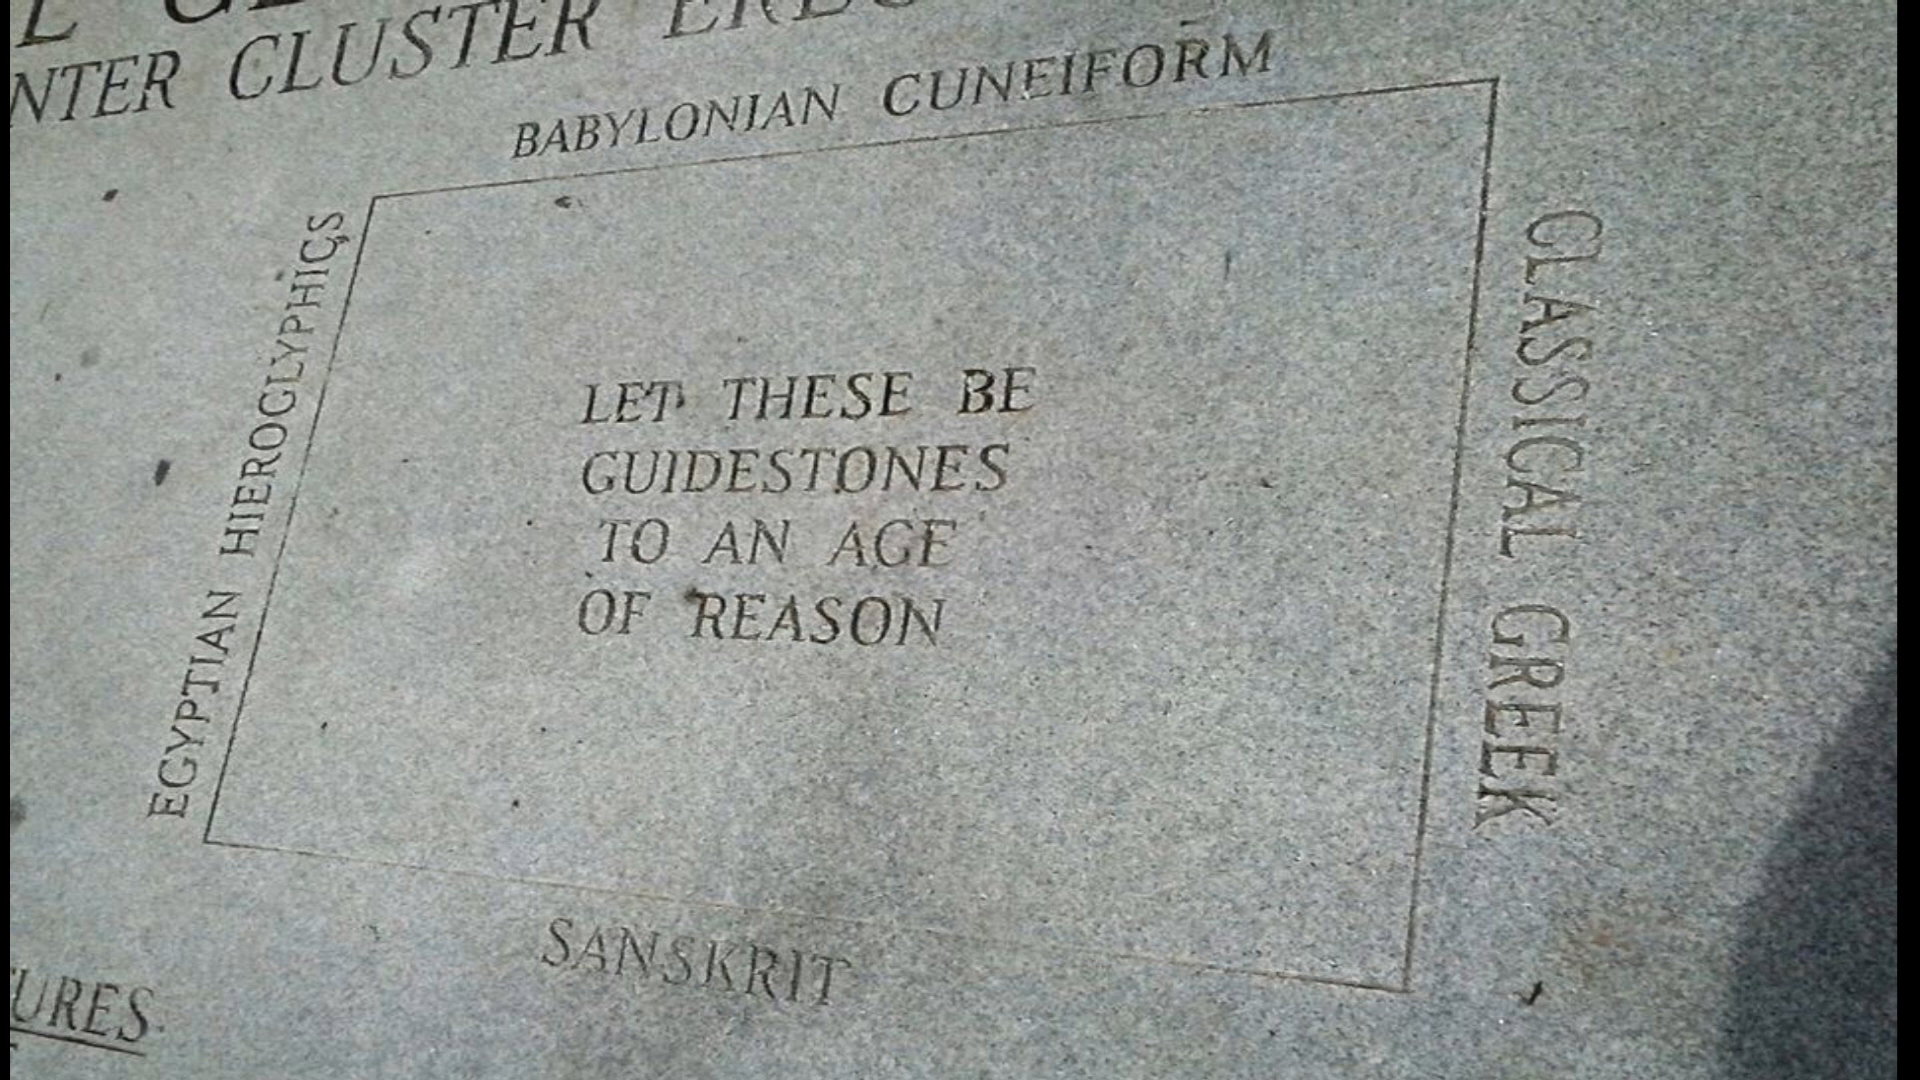 NTER CLUSTER
BABYLONIAN CUNEIFORM
EGYPTIAN HIEROGLYPHICS
CLASSICAL GREEK
LET THESE BE
GUIDESTONES
TO AN AGE
OF REASON
SANSKRIT
URES